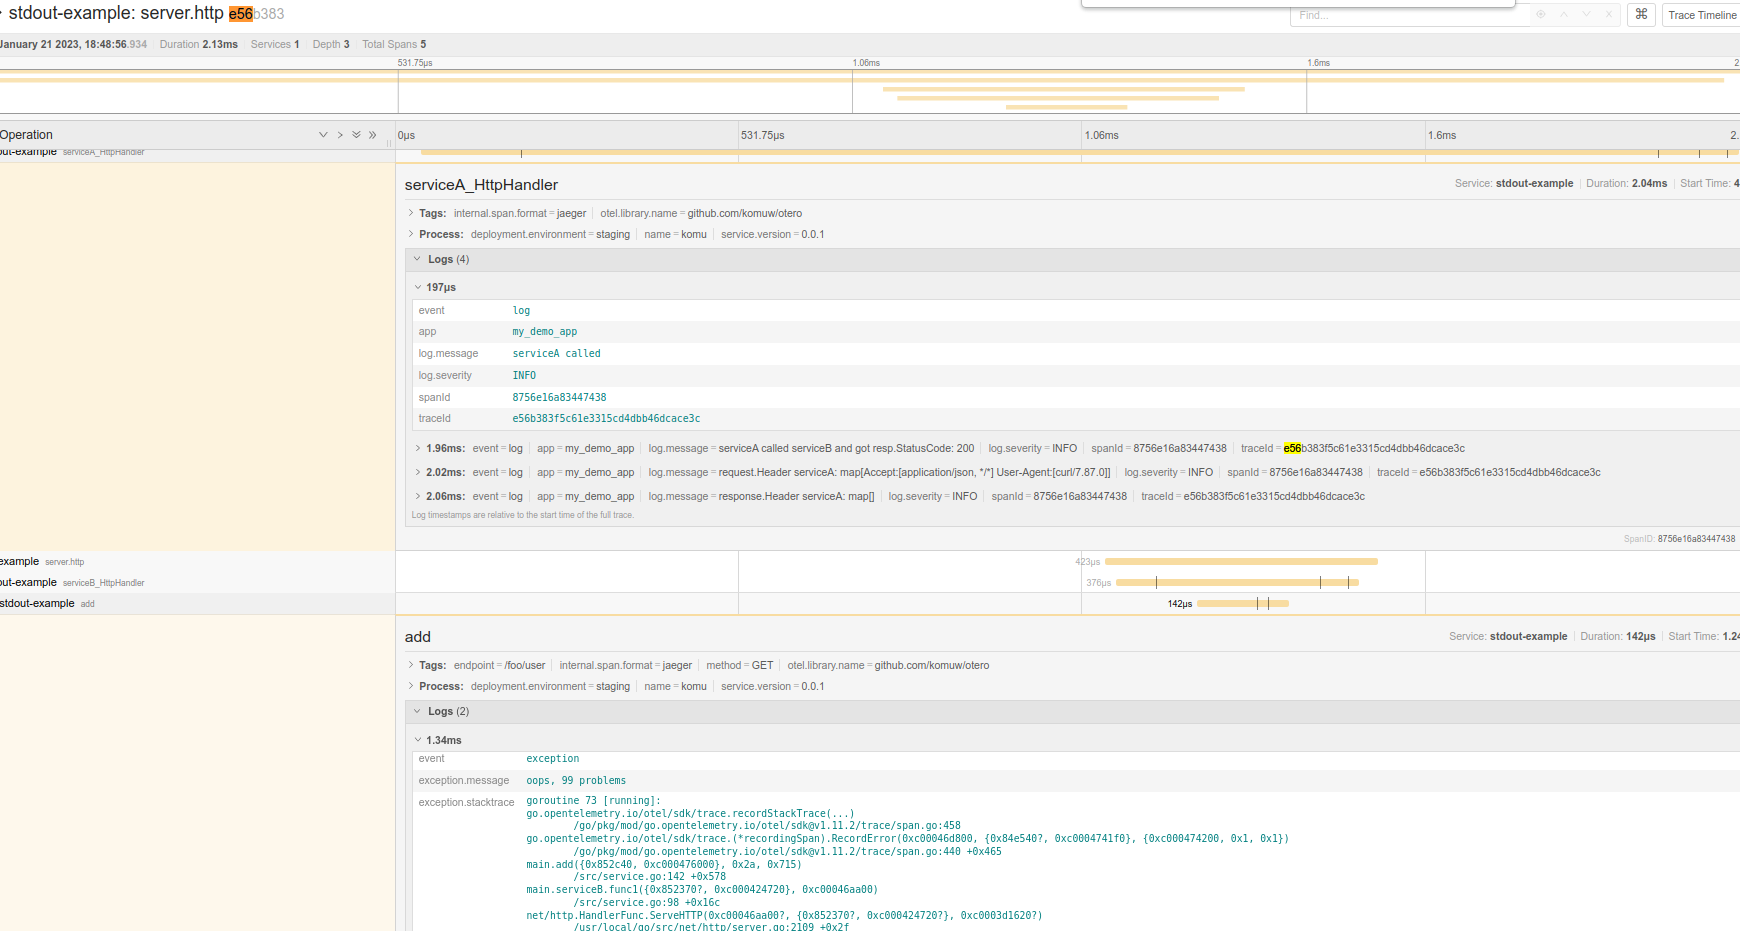 stdout-example: server.http e56b383
Find...
⌘
Trace Timeline
January 21 2023, 18:48:56.934 Duration 2.13ms Services 1 Depth 3 Total Spans 5
531.75μs 1.06ms 1.6ms 2
Operation 0μs 531.75μs 1.06ms 1.6ms 2.
out-example serviceA_HttpHandler
serviceA_HttpHandler Service: stdout-example Duration: 2.04ms Start Time: 4
Tags: internal.span.format = jaeger otel.library.name = github.com/komuw/otero
Process: deployment.environment = staging name = komu service.version = 0.0.1
Logs (4)
197μs
event log
app my_demo_app
log.message serviceA called
log.severity INFO
spanId 8756e16a83447438
traceId e56b383f5c61e3315cd4dbb46dcace3c
1.96ms: event = log app = my_demo_app log.message = serviceA called serviceB and got resp.StatusCode: 200 log.severity = INFO spanId = 8756e16a83447438 traceId = e56b383f5c61e3315cd4dbb46dcace3c
2.02ms: event = log app = my_demo_app log.message = request.Header serviceA: map[Accept:[application/json, */*] User-Agent:[curl/7.87.0]] log.severity = INFO spanId = 8756e16a83447438 traceId = e56b383f5c61e3315cd4dbb46dcace3c
2.06ms: event = log app = my_demo_app log.message = response.Header serviceA: map[] log.severity = INFO spanId = 8756e16a83447438 traceId = e56b383f5c61e3315cd4dbb46dcace3c
Log timestamps are relative to the start time of the full trace.
SpanID: 8756e16a83447438
example server.http 423μs
out-example serviceB_HttpHandler 376μs
stdout-example add 142μs
add Service: stdout-example Duration: 142μs Start Time: 1.24
Tags: endpoint = /foo/user internal.span.format = jaeger method = GET otel.library.name = github.com/komuw/otero
Process: deployment.environment = staging name = komu service.version = 0.0.1
Logs (2)
1.34ms
event exception
exception.message oops, 99 problems
exception.stacktrace goroutine 73 [running]:
go.opentelemetry.io/otel/sdk/trace.recordStackTrace(...)
/go/pkg/mod/go.opentelemetry.io/otel/sdk@v1.11.2/trace/span.go:458
go.opentelemetry.io/otel/sdk/trace.(*recordingSpan).RecordError(0xc00046d800, {0x84e540?, 0xc0004741f0}, {0xc000474200, 0x1, 0x1})
/go/pkg/mod/go.opentelemetry.io/otel/sdk@v1.11.2/trace/span.go:440 +0x465
main.add({0x852c40, 0xc000476000}, 0x2a, 0x715)
/src/service.go:142 +0x578
main.serviceB.func1({0x852370?, 0xc000424720}, 0xc00046aa00)
/src/service.go:98 +0x16c
net/http.HandlerFunc.ServeHTTP(0xc00046aa00?, {0x852370?, 0xc000424720?}, 0xc0003d1620?)
/usr/local/go/src/net/http/server.go:2109 +0x2f